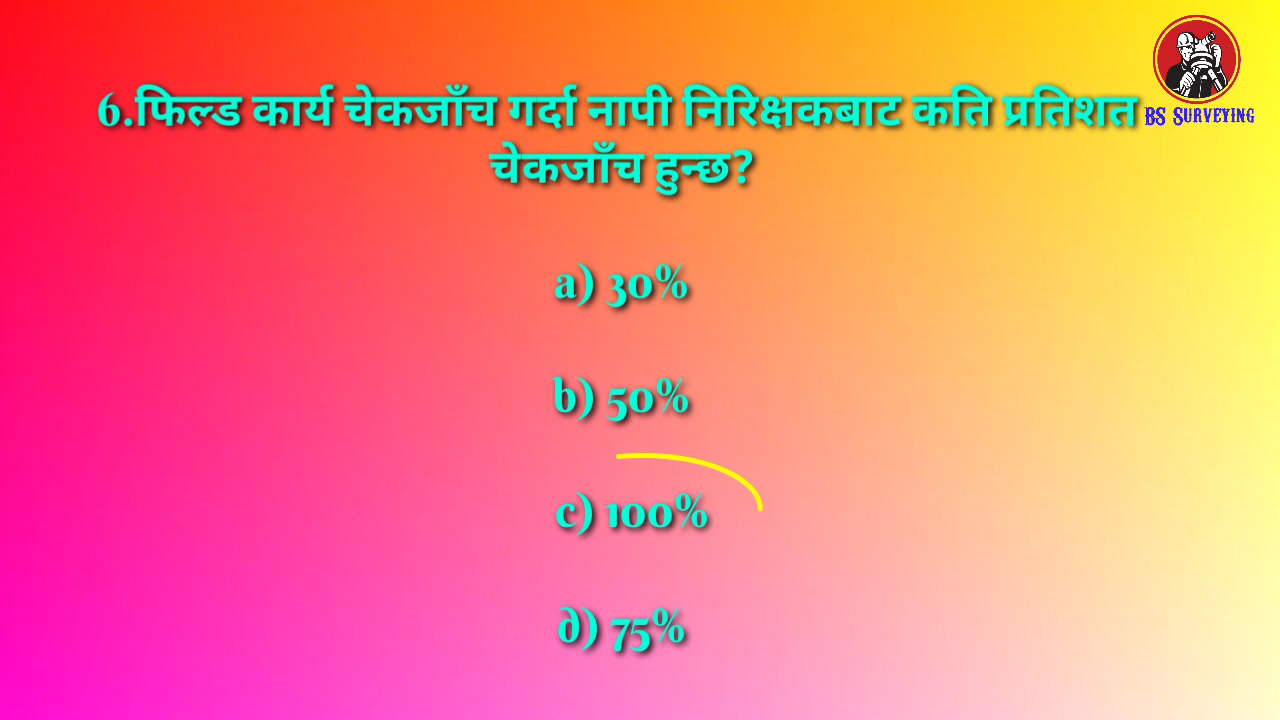 6.फिल्ड कार्य चेकजाँच गर्दा नापी निरिक्षकबाट कति प्रतिशत
चेकजाँच हुन्छ?
BS SURVEYING
a) 30%
b) 50%
c) 100%
d) 75%